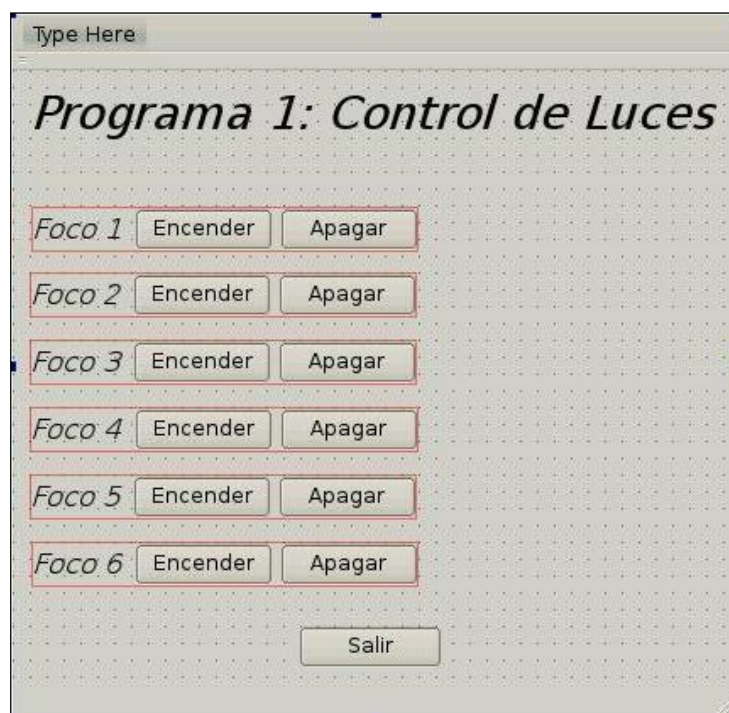 Type Here
Programa 1: Control de Luces
Foco 1 Encender Apagar
Foco 2 Encender Apagar
Foco 3 Encender Apagar
Foco 4 Encender Apagar
Foco 5 Encender Apagar
Foco 6 Encender Apagar
Salir